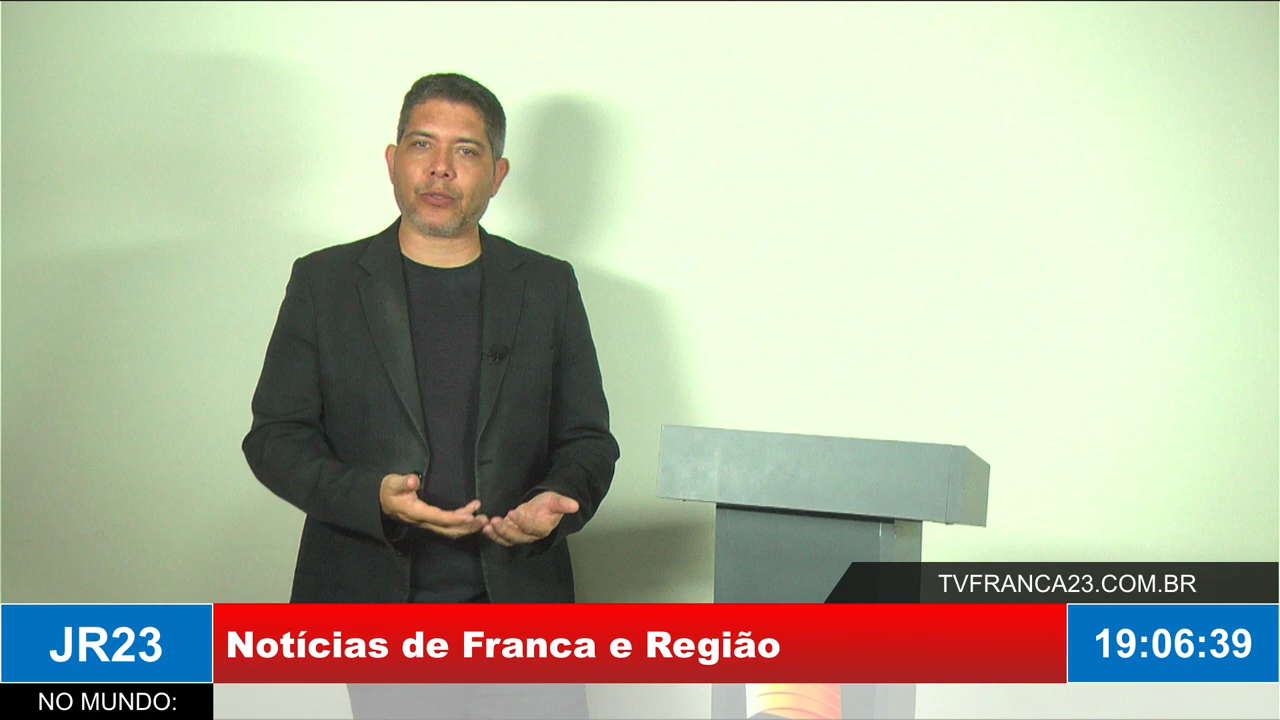 TVFRANCA23.COM.BR
JR23
Notícias de Franca e Região
19:06:39
NO MUNDO: